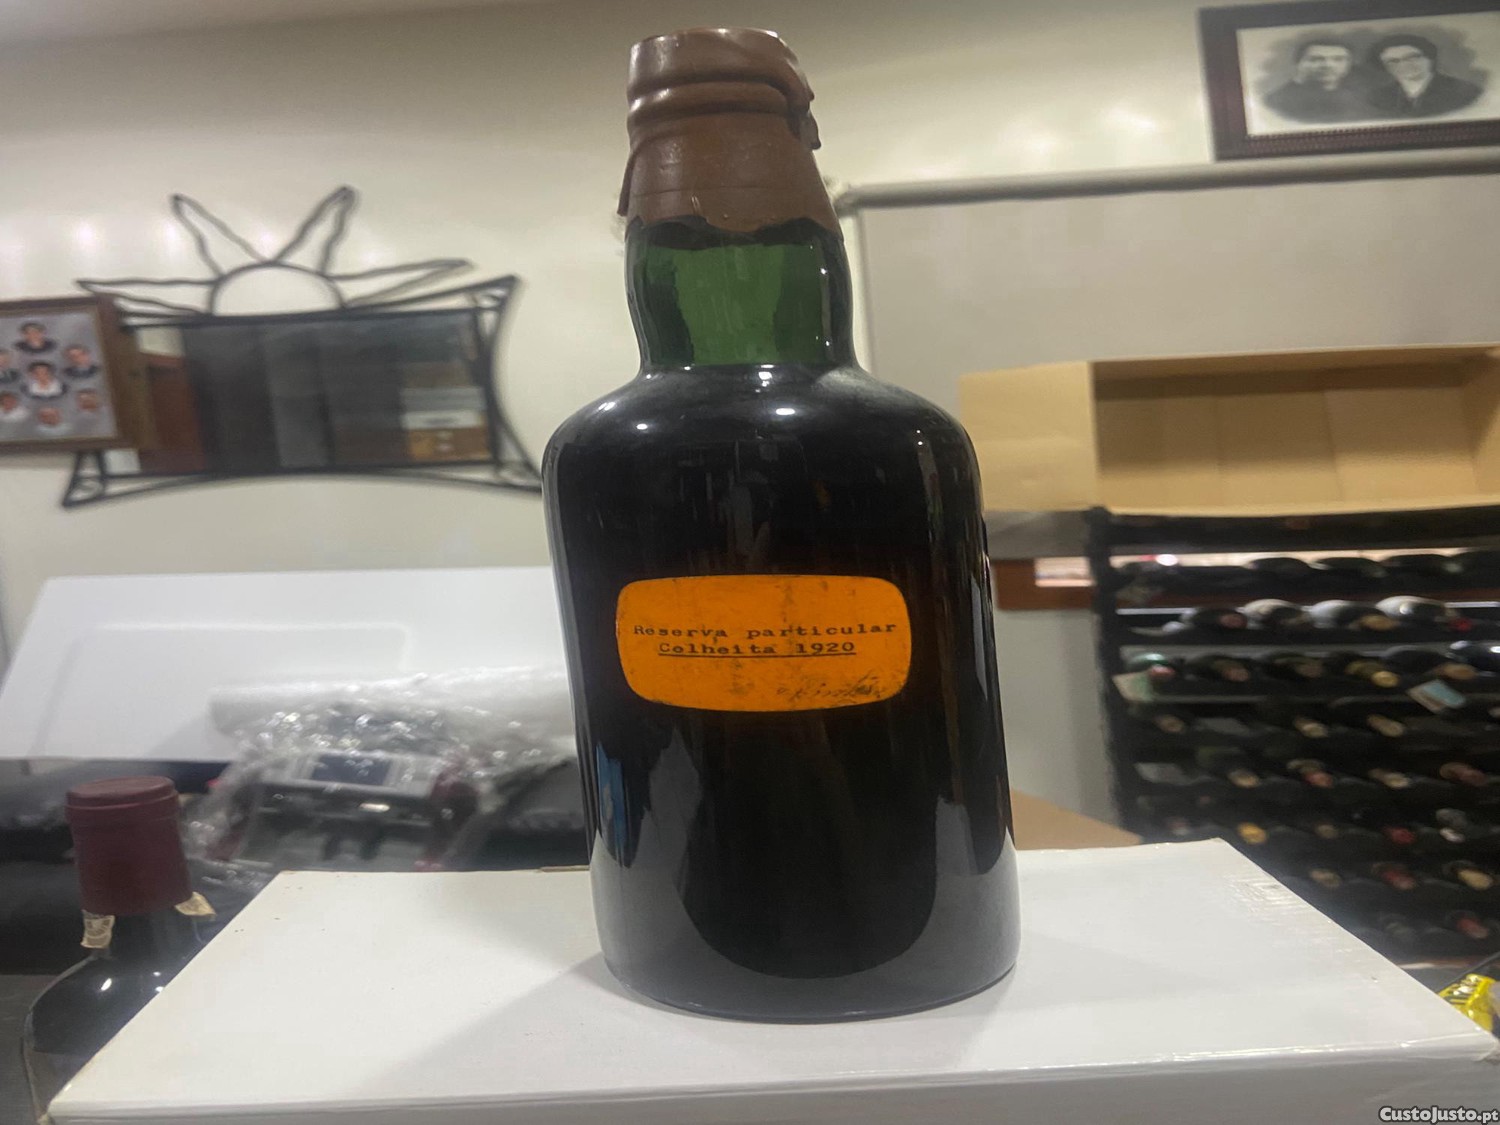 Reserva particular
Colheita 1920
CustoJusto.pt